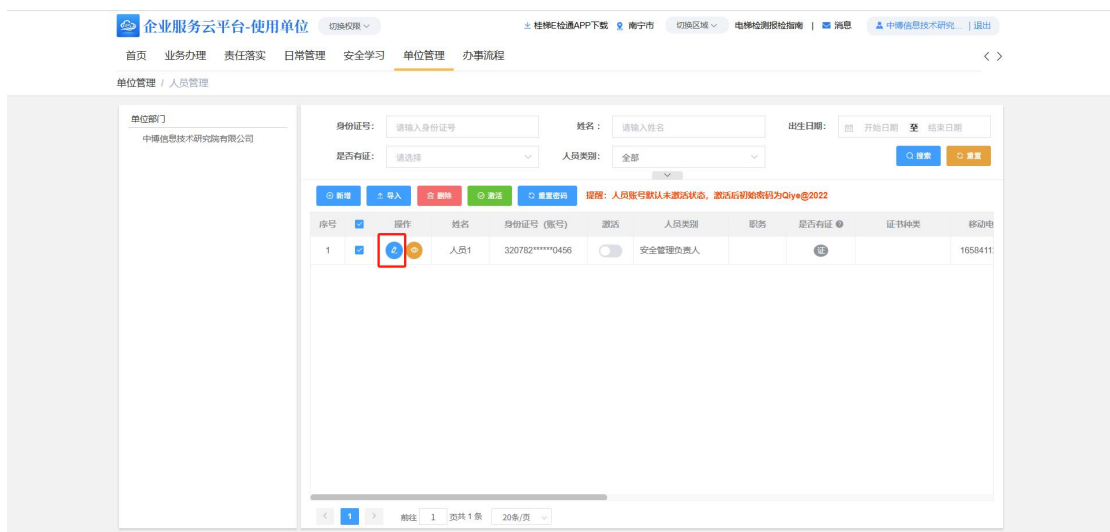 企业服务云平台-使用单位 切换权限 桂梯E检通APP下载 南宁市 切换区域 电梯检测报检指南 | 消息 中博信息技术研究... | 退出
首页 业务办理 责任落实 日常管理 安全学习 单位管理 办事流程
单位管理 / 人员管理
单位部门
中博信息技术研究院有限公司
身份证号： 请输入身份证号 姓名： 请输入姓名 出生日期： 开始日期 至 结束日期
是否有证： 请选择 人员类别： 全部 搜索 重置
新增 导入 删除 激活 重置密码 提醒：人员账号默认未激活状态，激活后初始密码为Qiye@2022
序号 操作 姓名 身份证号（账号） 激活 人员类别 职务 是否有证 证书种类 移动电
1 人员1 320782******0456 安全管理负责人 证 1658411
1 前往 1 页共 1 条 20条/页